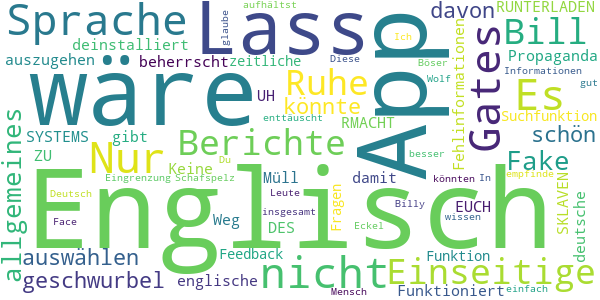 aufhältst
Sprache
glaube
Lass
App
Ich
davon
RUNTERLADEN
deinstalliert
Diese
Böser
Bill
auszugehen
beherrscht
zeitliche
Wolf
Propaganda
wäre
Ruhe
Gates
Fehlinformationen
Informationen
gut
könnte
Es
allgemeines
UH
enttäuscht
RMACHT
Suchfunktion
SYSTEMS
gibt
Berichte
schön
ZU
Nur
Keine
Du
besser
Fake
SKLAVEN
Englisch
Deutsch
Eingrenzung
Schafspelz
Müll
damit
könnten
In
empfinde
deutsche
Face
Weg
insgesamt
Leute
DES
Fragen
Billy
EUCH
wissen
auswählen
Feedback
Eckel
Funktion
geschwurbel
englische
nicht
Mensch
Einseitige
Funktioniert
einfach